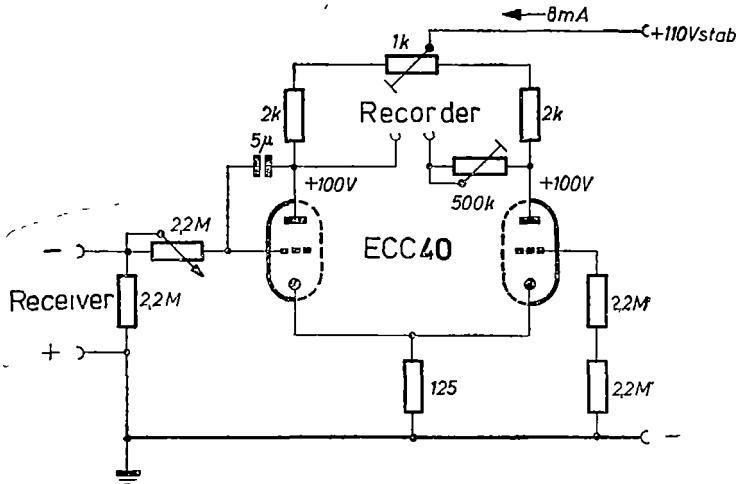 8mA
+110Vstab
1k
2k
Recorder
2k
5μ
+100V
500k
+100V
2,2M
ECC40
-
Receiver
2,2M
2,2M
+
125
2,2M
-